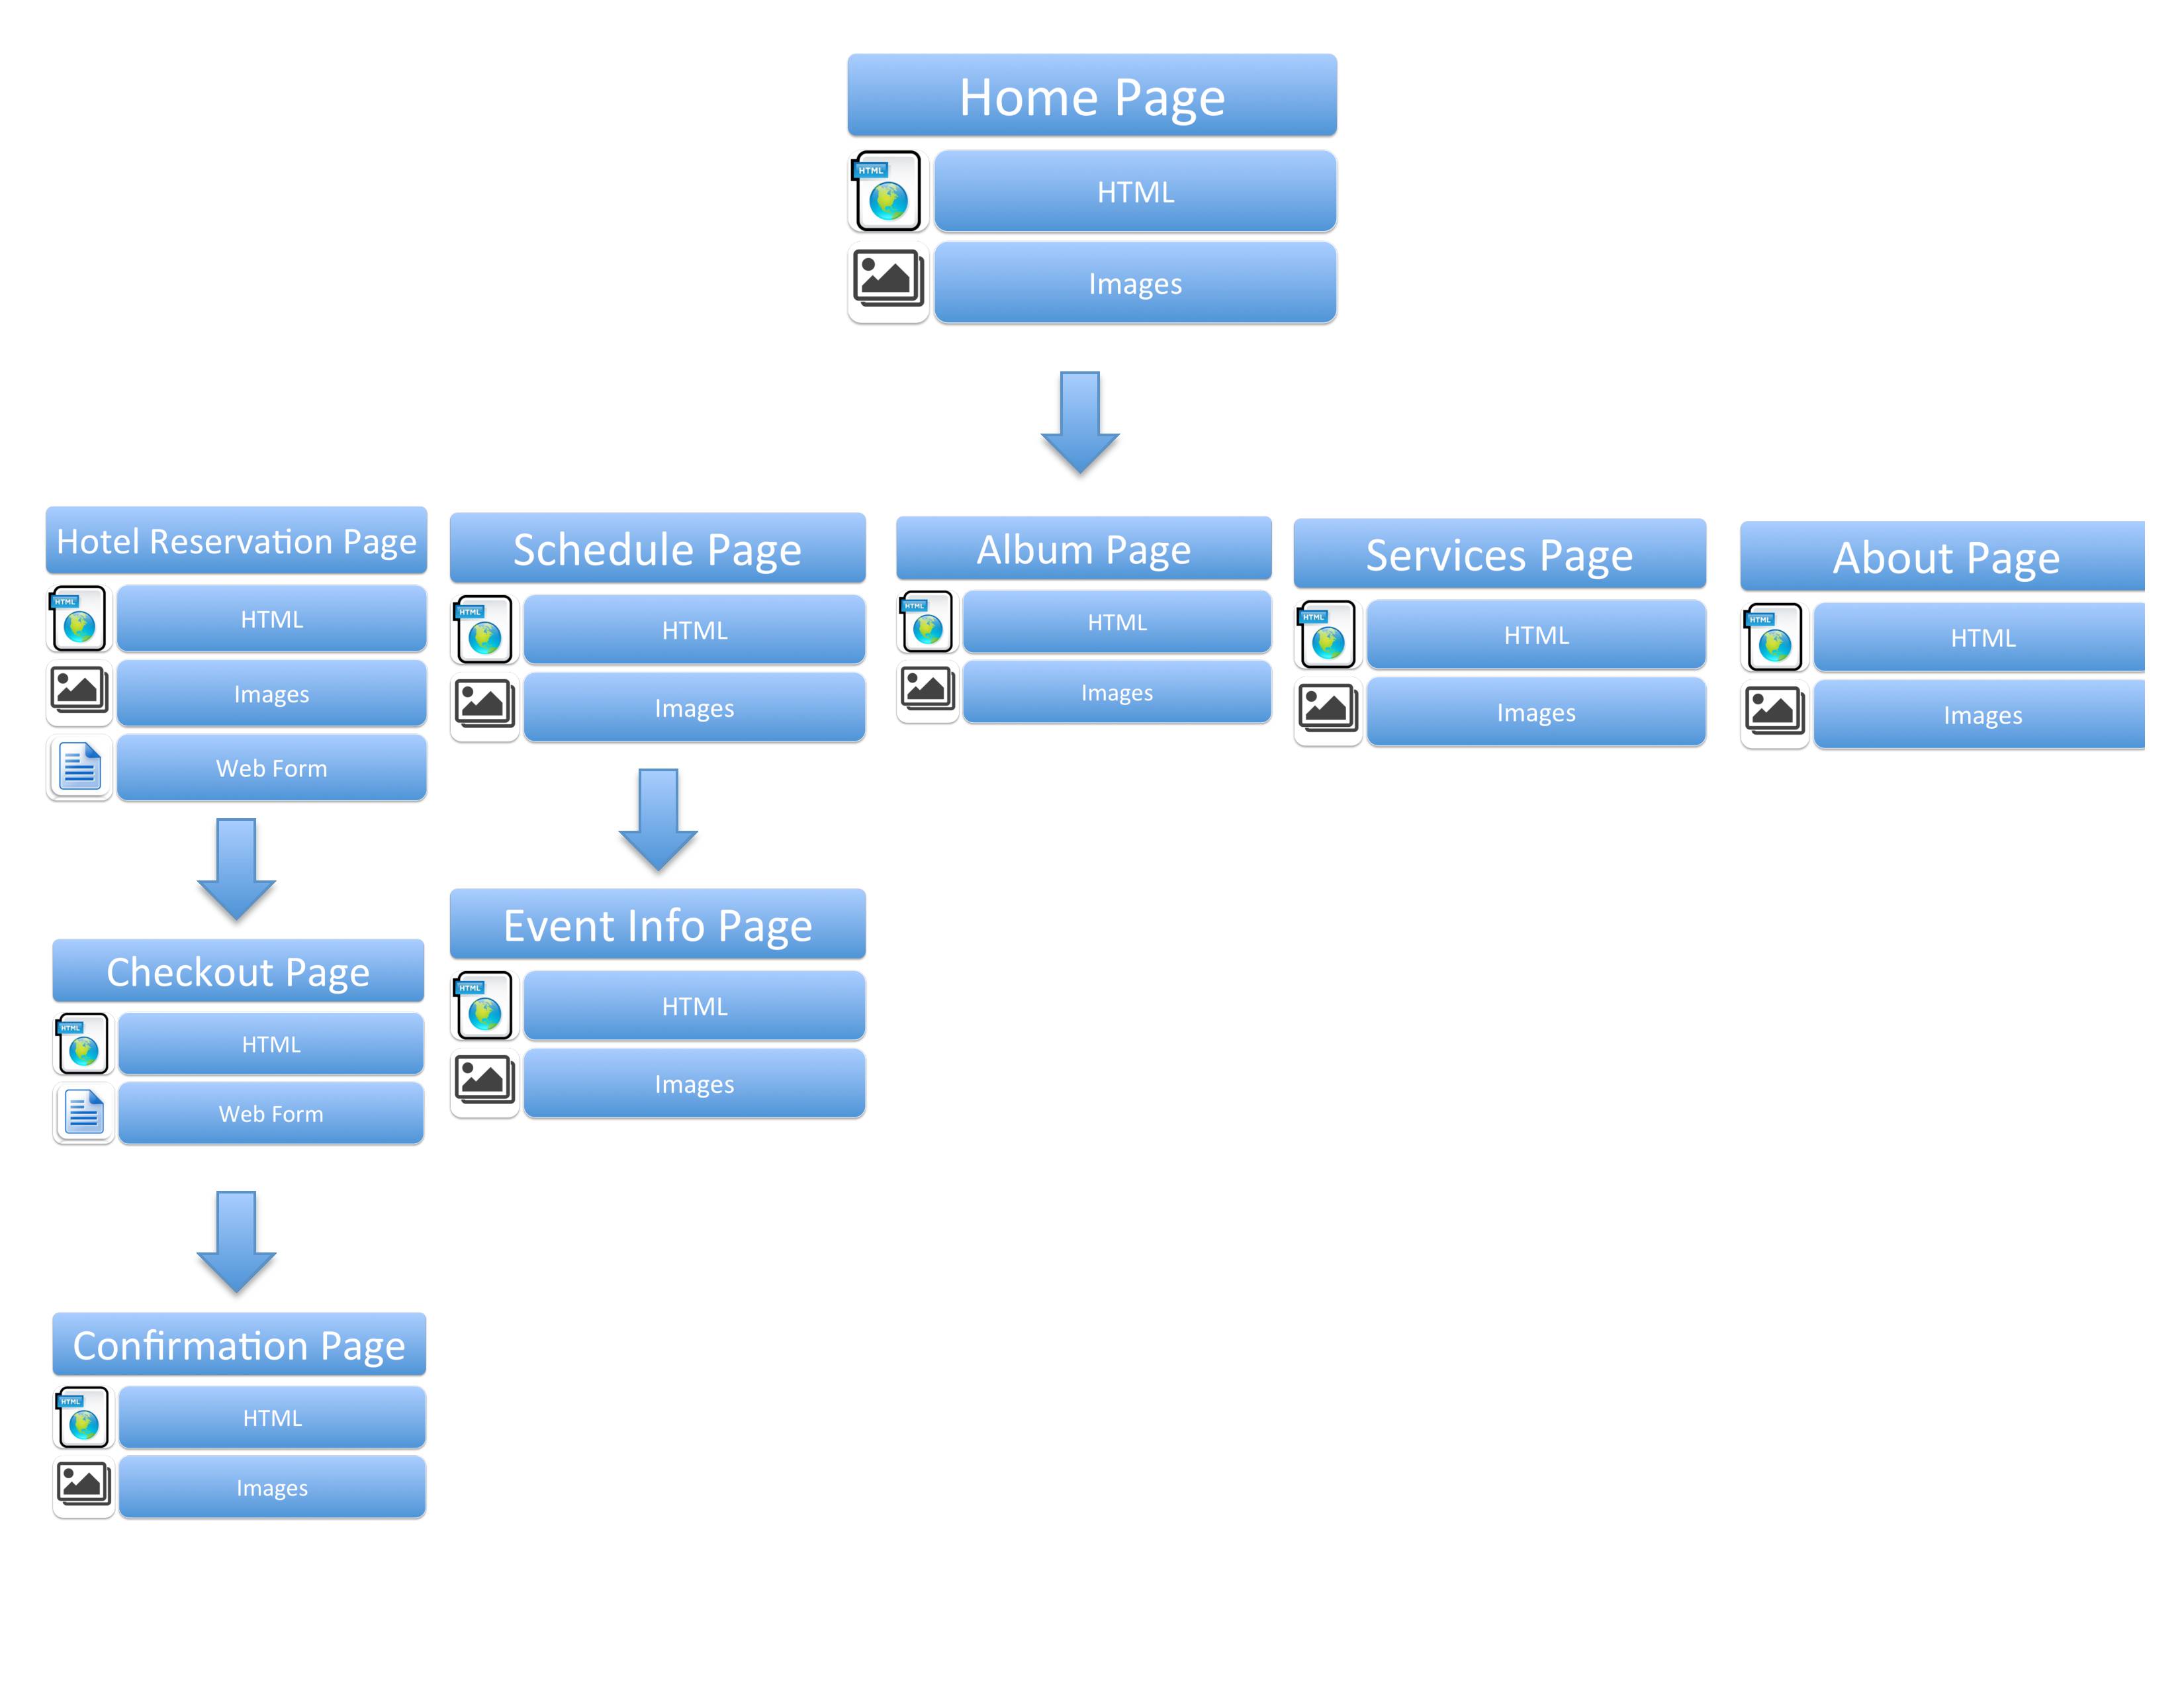 Home Page
HTML
HTML
Images
Hotel Reservation Page
HTML
HTML
Images
Web Form
Schedule Page
HTML
HTML
Images
Album Page
HTML
HTML
Images
Services Page
HTML
HTML
Images
About Page
HTML
HTML
Images
Checkout Page
HTML
HTML
Web Form
Event Info Page
HTML
HTML
Images
Confirmation Page
HTML
HTML
Images